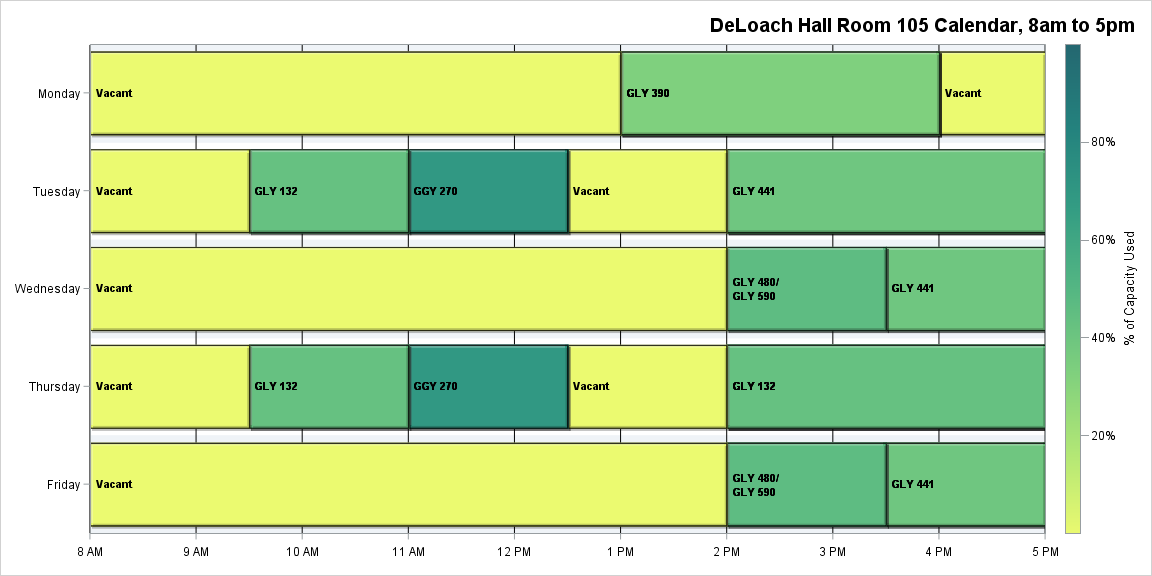 DeLoach Hall Room 105 Calendar, 8am to 5pm
Monday
Vacant
GLY 390
Vacant
Tuesday
Vacant
GLY 132
GGY 270
Vacant
GLY 441
Wednesday
Vacant
GLY 480/
GLY 590
GLY 441
Thursday
Vacant
GLY 132
GGY 270
Vacant
GLY 132
Friday
Vacant
GLY 480/
GLY 590
GLY 441
8 AM
9 AM
10 AM
11 AM
12 PM
1 PM
2 PM
3 PM
4 PM
5 PM
80%
60%
40%
20%
% of Capacity Used